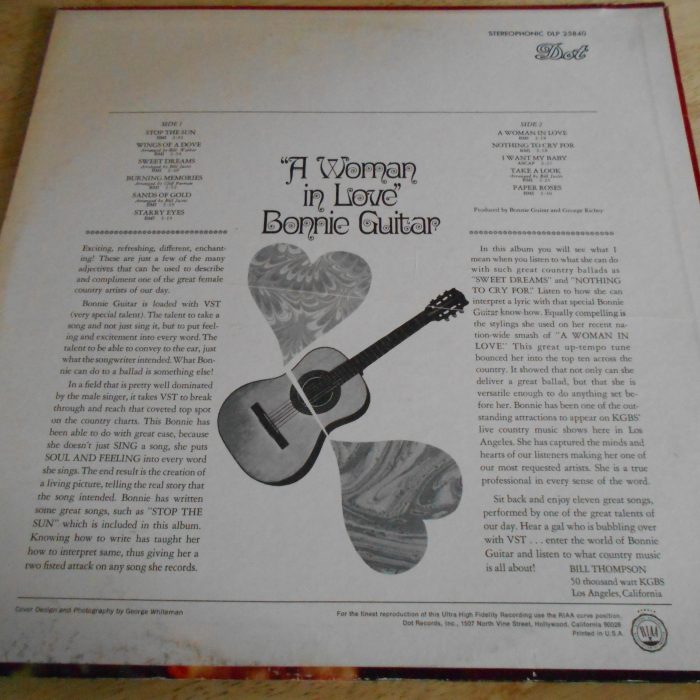 STEREOPHONIC DLP 25840
Dot
SIDE 1
STOP THE SUN
BMI
WINGS OF A DOVE
BMI
SWEET DREAMS
Arranged by Bill Justis
BMI
BURNING MEMORIES
BMI
SANDS OF GOLD
Arranged by Bill Justis
BMI
STARRY EYES
BMI
SIDE 2
A WOMAN IN LOVE
BMI
NOTHING TO CRY FOR
BMI
I WANT MY BABY
ASCAP
TAKE A LOOK
Arranged by Bill Justis
BMI
PAPER ROSES
BMI
Produced by Bonnie Guitar and George Richey
"A Woman
in Love"
Bonnie Guitar
Exciting, refreshing, different, enchant-
ing! These are just a few of the many
adjectives that can be used to describe
and compliment one of the great female
country artists of our day.
Bonnie Guitar is loaded with VST
(very special talent). The talent to take a
song and not just sing it, but to put feel-
ing and excitement into every word. The
talent to be able to convey to the ear, just
what the songwriter intended. What Bon-
nie can do to a ballad is something else!
In a field that is pretty well dominated
by the male singer, it takes VST to break
through and reach that coveted top spot
on the country charts. This Bonnie has
been able to do with great ease, because
she doesn't just SING a song, she puts
SOUL AND FEELING into every word
she sings. The end result is the creation of
a living picture, telling the real story that
the song intended. Bonnie has written
some great songs, such as "STOP THE
SUN" which is included in this album.
Knowing how to write has taught her
how to interpret same, thus giving her a
two fisted attack on any song she records.
In this album you will see what I
mean when you listen to what she can do
with such great country ballads as
"SWEET DREAMS" and "NOTHING
TO CRY FOR." Listen to how she can
interpret a lyric with that special Bonnie
Guitar know-how. Equally compelling is
the stylings she used on her recent na-
tion-wide smash of "A WOMAN IN
LOVE." This great up-tempo tune
bounced her into the top ten across the
country. It showed that not only can she
deliver a great ballad, but that she is
versatile enough to do anything set be-
fore her. Bonnie has been one of the out-
standing attractions to appear on KGBS'
live country music shows here in Los
Angeles. She has captured the minds and
hearts of our listeners making her one of
our most requested artists. She is a true
professional in every sense of the word.
Sit back and enjoy eleven great songs,
performed by one of the great talents of
our day. Hear a gal who is bubbling over
with VST . . . enter the world of Bonnie
Guitar and listen to what country music
is all about!
BILL THOMPSON
50 thousand watt KGBS
Los Angeles, California
Cover Design and Photography by George Whiteman
For the finest reproduction of this Ultra High Fidelity Recording use the RIAA curve position.
Dot Records, Inc., 1507 North Vine Street, Hollywood, California 90028
Printed in U.S.A.
RIAA